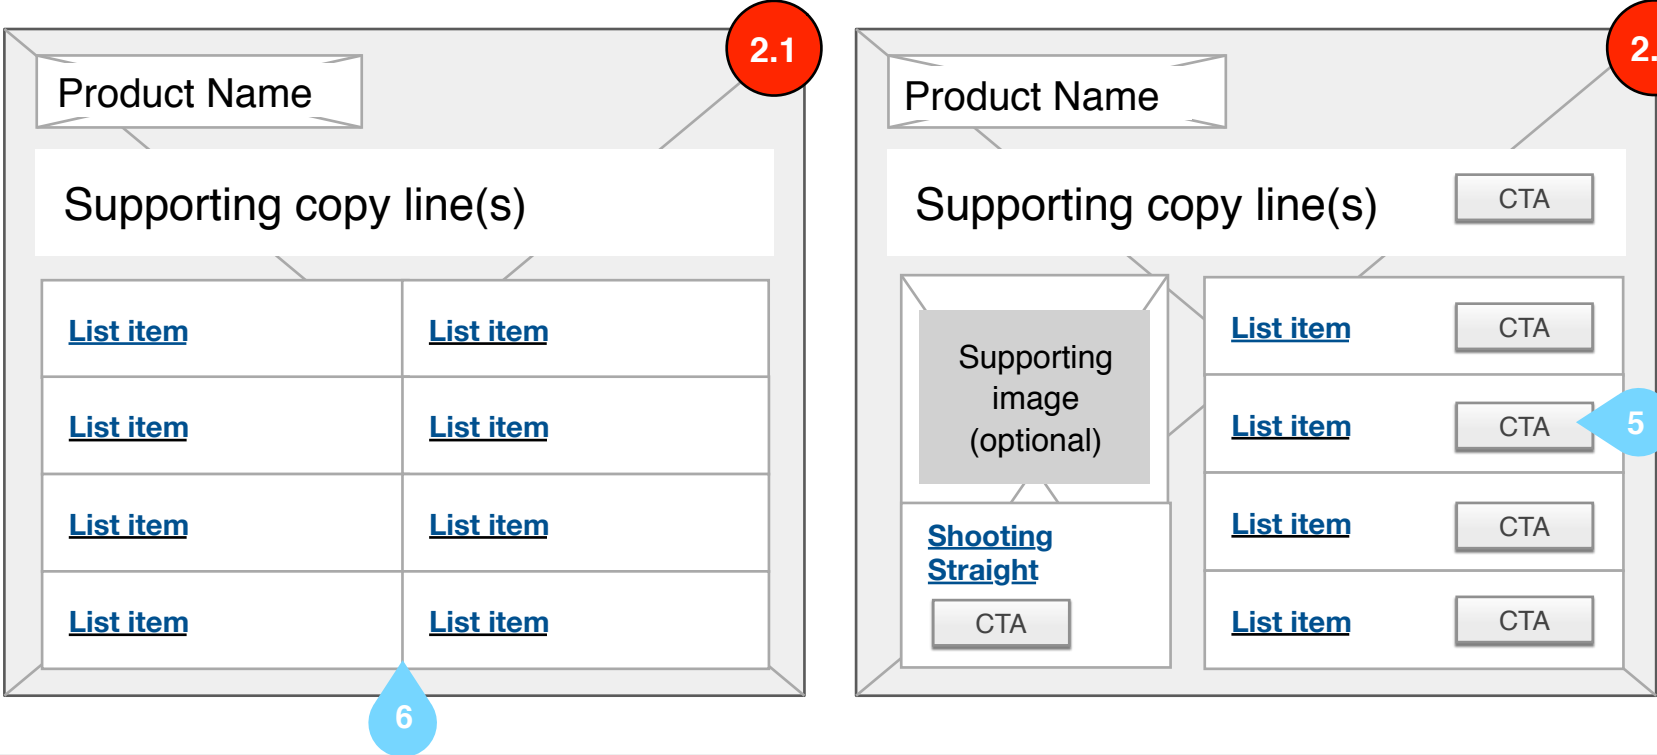 2.1
Product Name
Supporting copy line(s)
List item
List item
List item
List item
List item
List item
List item
List item
6
2.
Product Name
Supporting copy line(s)
CTA
Supporting
image
(optional)
Shooting
Straight
CTA
List item
CTA
List item
CTA
5
List item
CTA
List item
CTA